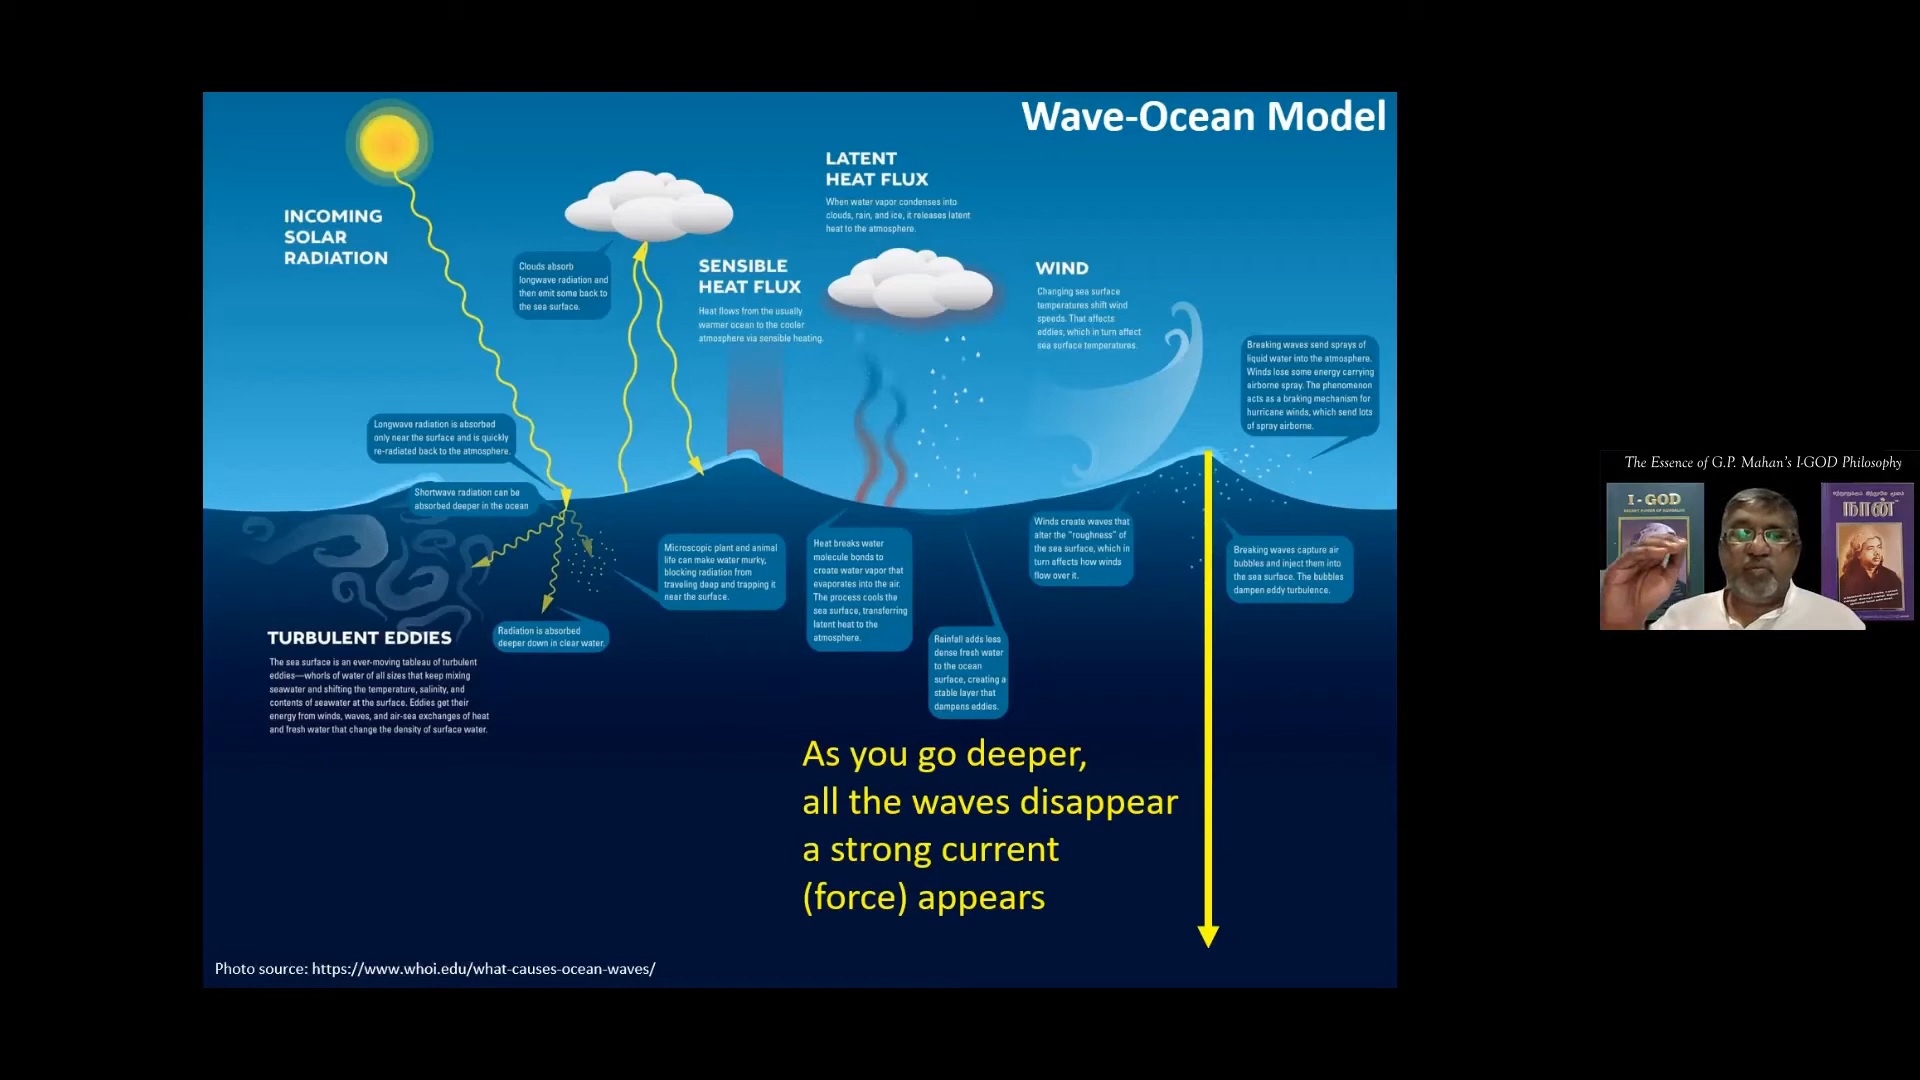 Wave-Ocean Model
INCOMING
SOLAR
RADIATION
Clouds absorb
longwave radiation and
then emit some back to
the sea surface.
SENSIBLE
HEAT FLUX
Heat flows from the usually
warmer ocean to the cooler
atmosphere via sensible heating.
LATENT
HEAT FLUX
When water vapor condenses into
clouds, rain, and ice, it releases latent
heat to the atmosphere.
WIND
Changing sea surface
temperatures shift wind
speeds. That affects
eddies, which in turn affect
sea surface temperatures.
Breaking waves send sprays of
liquid water into the atmosphere.
Winds lose some energy carrying
airborne spray. The phenomenon
acts as a braking mechanism for
hurricane winds, which send lots
of spray airborne.
Longwave radiation is absorbed
only near the surface and is quickly
re-radiated back to the atmosphere.
Shortwave radiation can be
absorbed deeper in the ocean
Microscopic plant and animal
life can make water murky,
blocking radiation from
traveling deep and trapping it
near the surface.
Radiation is absorbed
deeper down in clear water.
Heat breaks water
molecule bonds to
create water vapor that
evaporates into the air.
The process cools the
sea surface, transferring
latent heat to the
atmosphere.
Rainfall adds less
dense fresh water
to the ocean
surface, creating a
stable layer that
dampens eddies.
Winds create waves that
alter the "roughness" of
the sea surface, which in
turn affects how winds
flow over it.
Breaking waves capture air
bubbles and inject them into
the sea surface. The bubbles
dampen eddy turbulence.
TURBULENT EDDIES
The sea surface is an ever-moving tableau of turbulent
eddies—whorls of water of all sizes that keep mixing
seawater and shifting the temperature, salinity, and
contents of seawater at the surface. Eddies get their
energy from winds, waves, and air-sea exchanges of heat
and fresh water that change the density of surface water.
As you go deeper,
all the waves disappear
a strong current
(force) appears
Photo source: https://www.whoi.edu/what-causes-ocean-waves/
The Essence of G.P. Mahan's I-GOD Philosophy
I-GOD
நான்